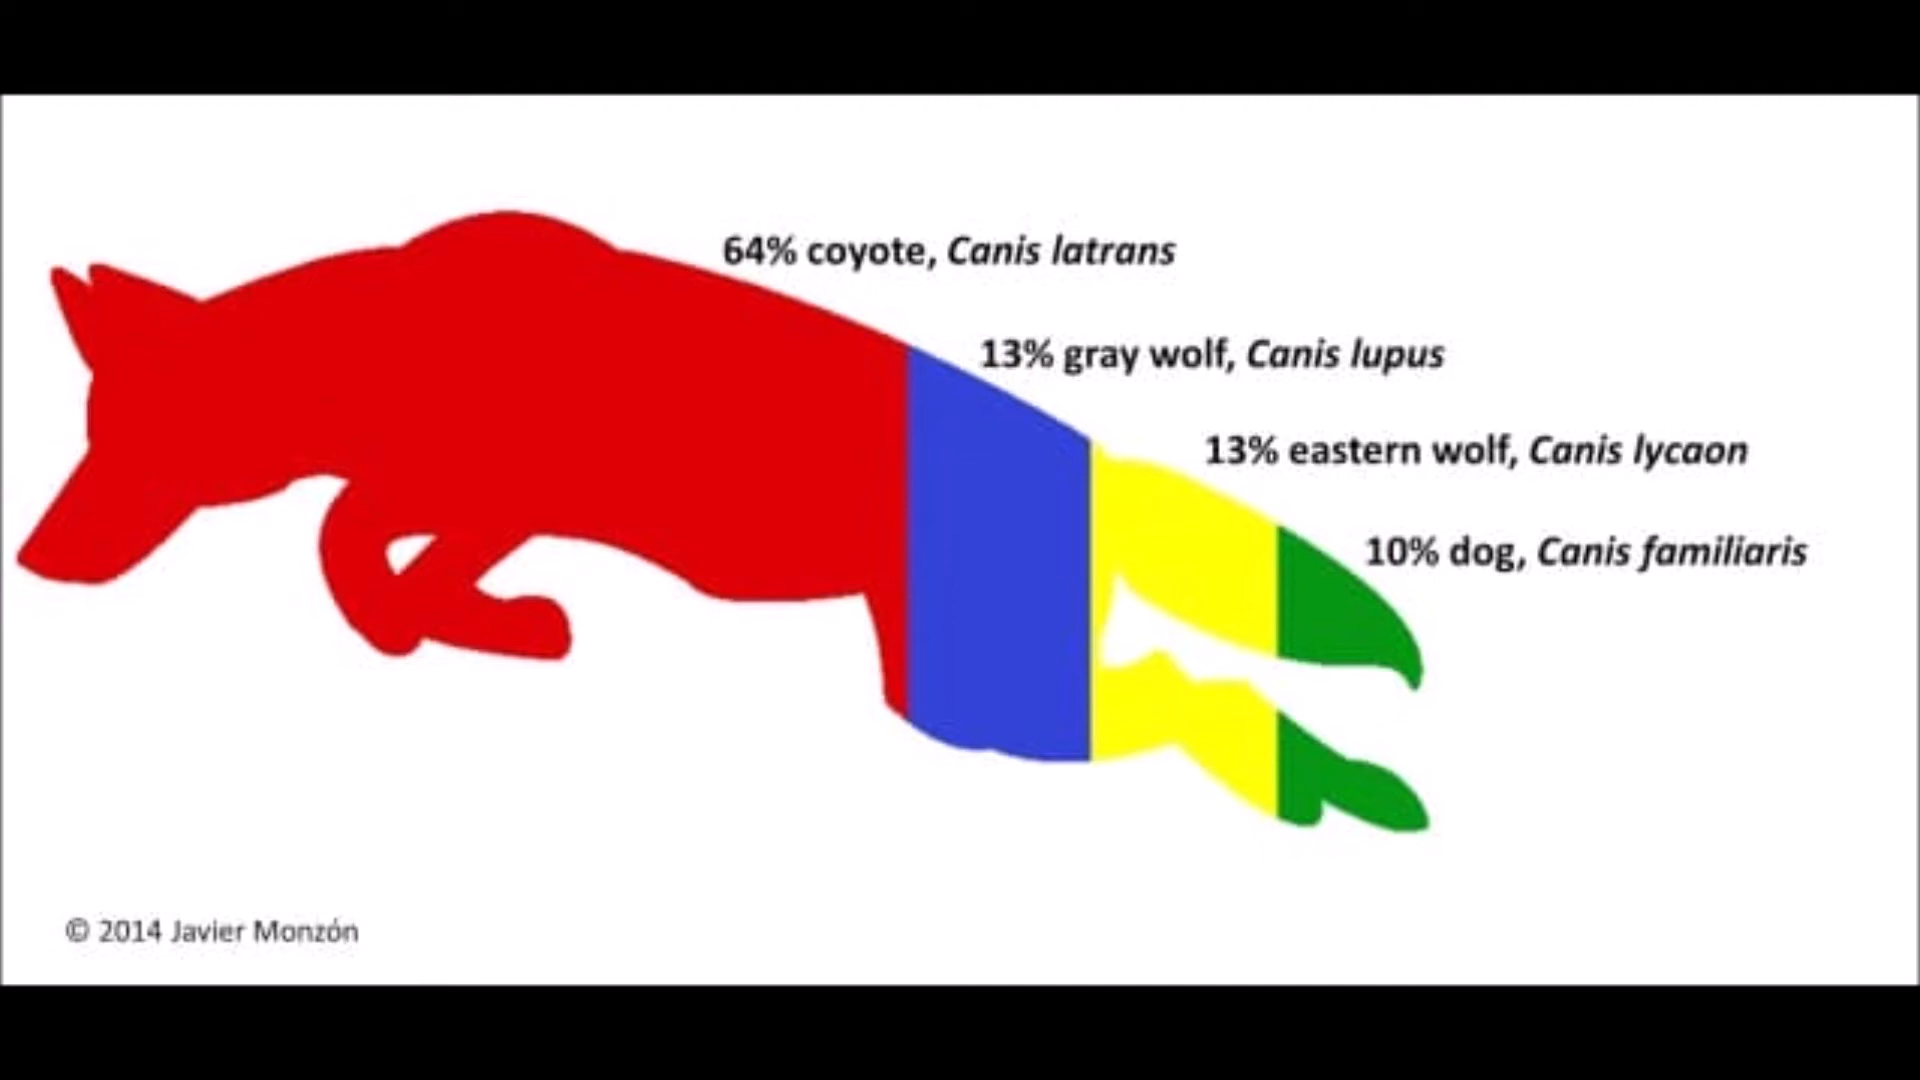 64% coyote, Canis latrans
13% gray wolf, Canis lupus
13% eastern wolf, Canis lycaon
10% dog, Canis familiaris
© 2014 Javier Monzón